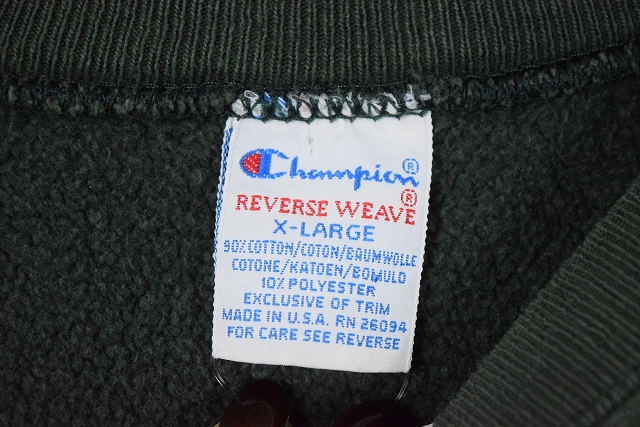 Champion®
REVERSE WEAVE®
X-LARGE
90% COTTON/COTON/BAUMWOLLE
COTONE/KATOEN/BOMULD
10% POLYESTER
EXCLUSIVE OF TRIM
MADE IN U.S.A. RN 26094
FOR CARE SEE REVERSE